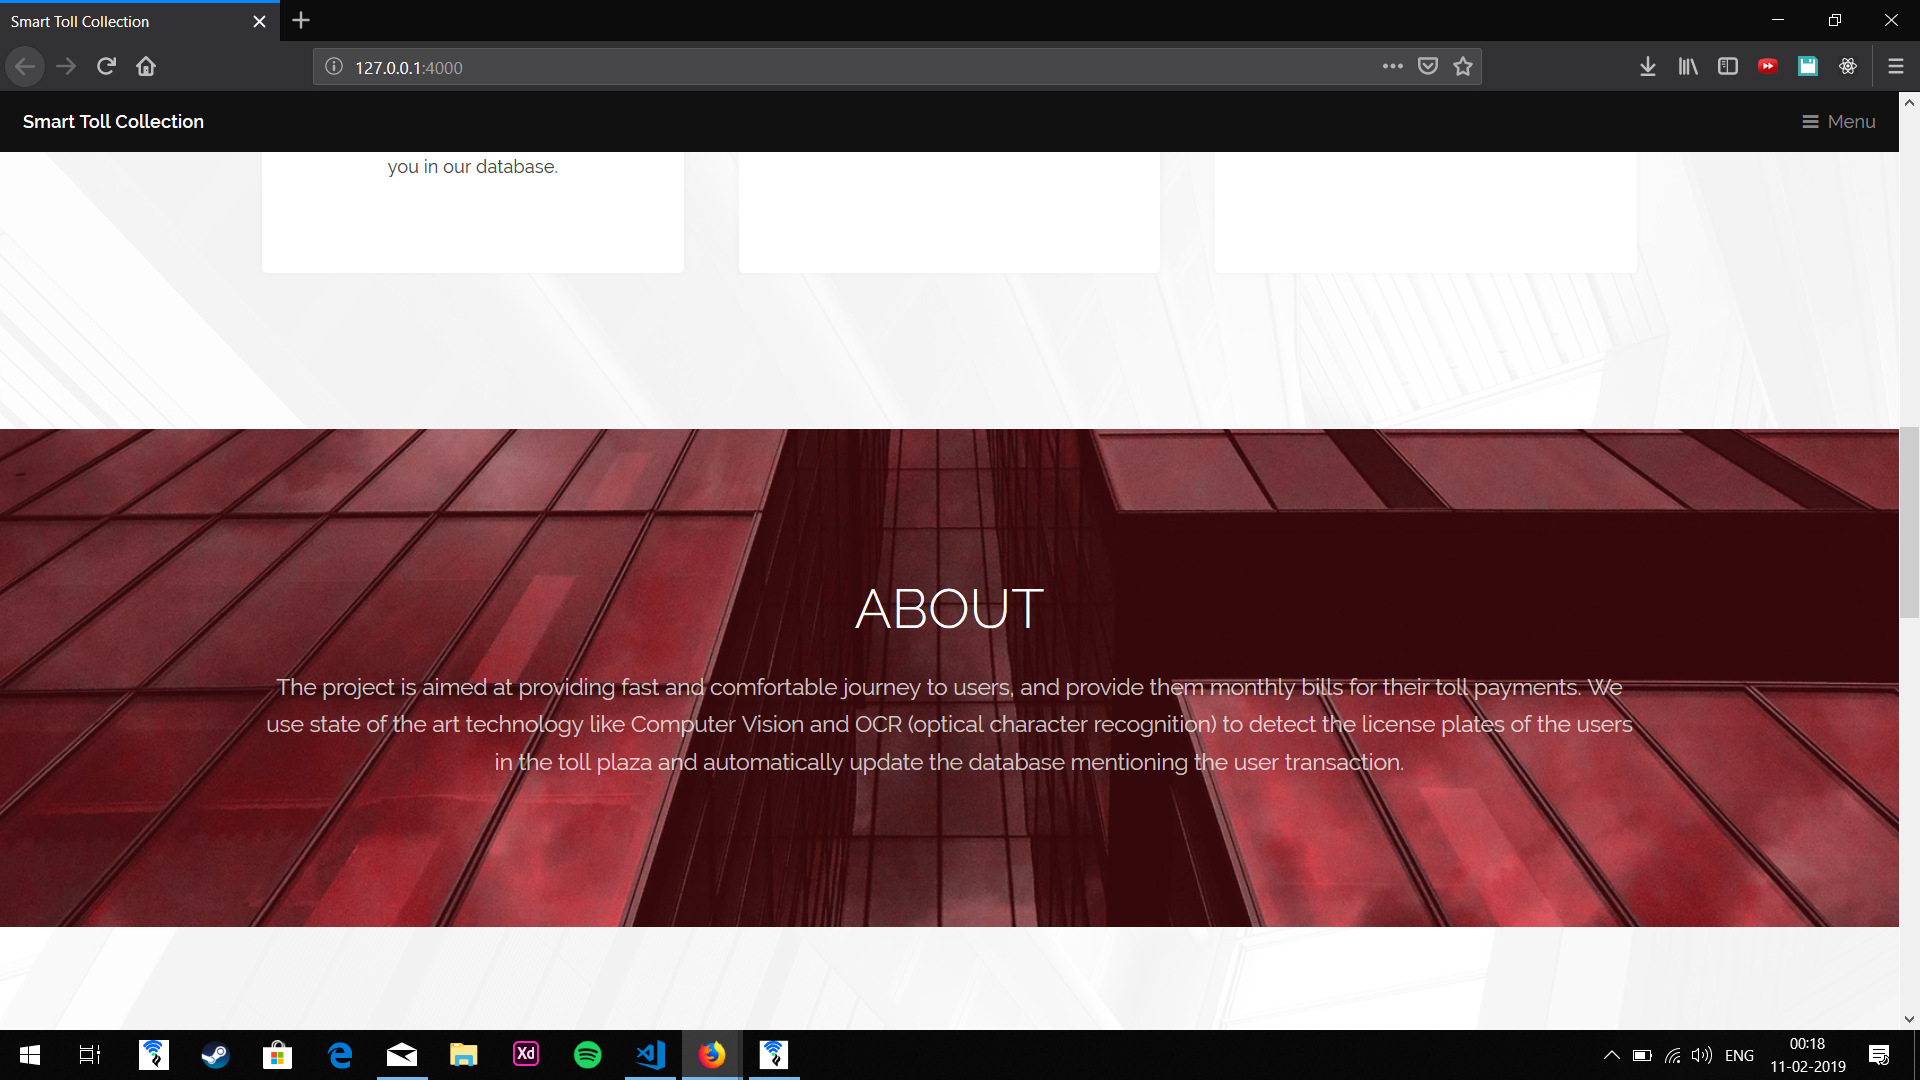 Smart Toll Collection
127.0.0.1:4000
Smart Toll Collection
Menu
you in our database.
ABOUT
The project is aimed at providing fast and comfortable journey to users, and provide them monthly bills for their toll payments. We
use state of the art technology like Computer Vision and OCR (optical character recognition) to detect the license plates of the users
in the toll plaza and automatically update the database mentioning the user transaction.
Xd
ENG
00:18
11-02-2019